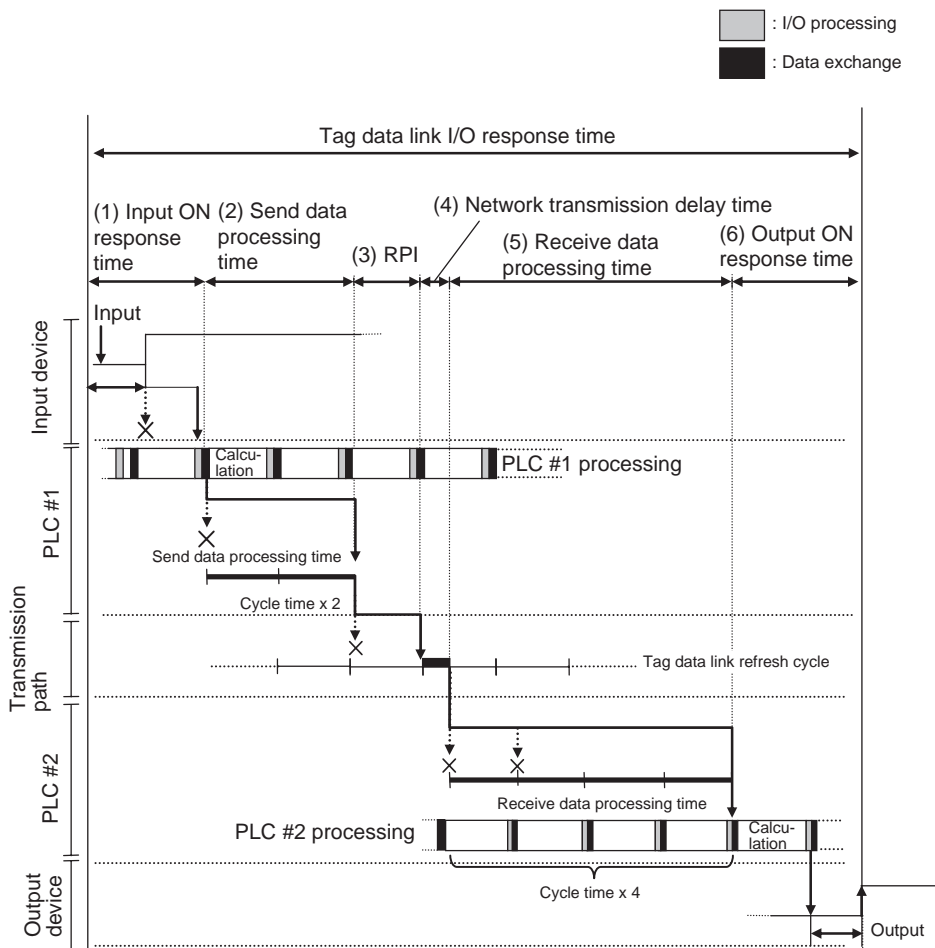 : I/O processing
: Data exchange
Tag data link I/O response time
(1) Input ON
response
time
(2) Send data
processing
time
(3) RPI
(4) Network transmission delay time
(5) Receive data
processing time
(6) Output ON
response time
Input
Input device
Calcu-
lation
PLC #1 processing
PLC #1
Send data processing time
Cycle time x 2
Transmission
path
Tag data link refresh cycle
PLC #2
Receive data processing time
PLC #2 processing
Calcu-
lation
Cycle time x 4
Output
device
Output